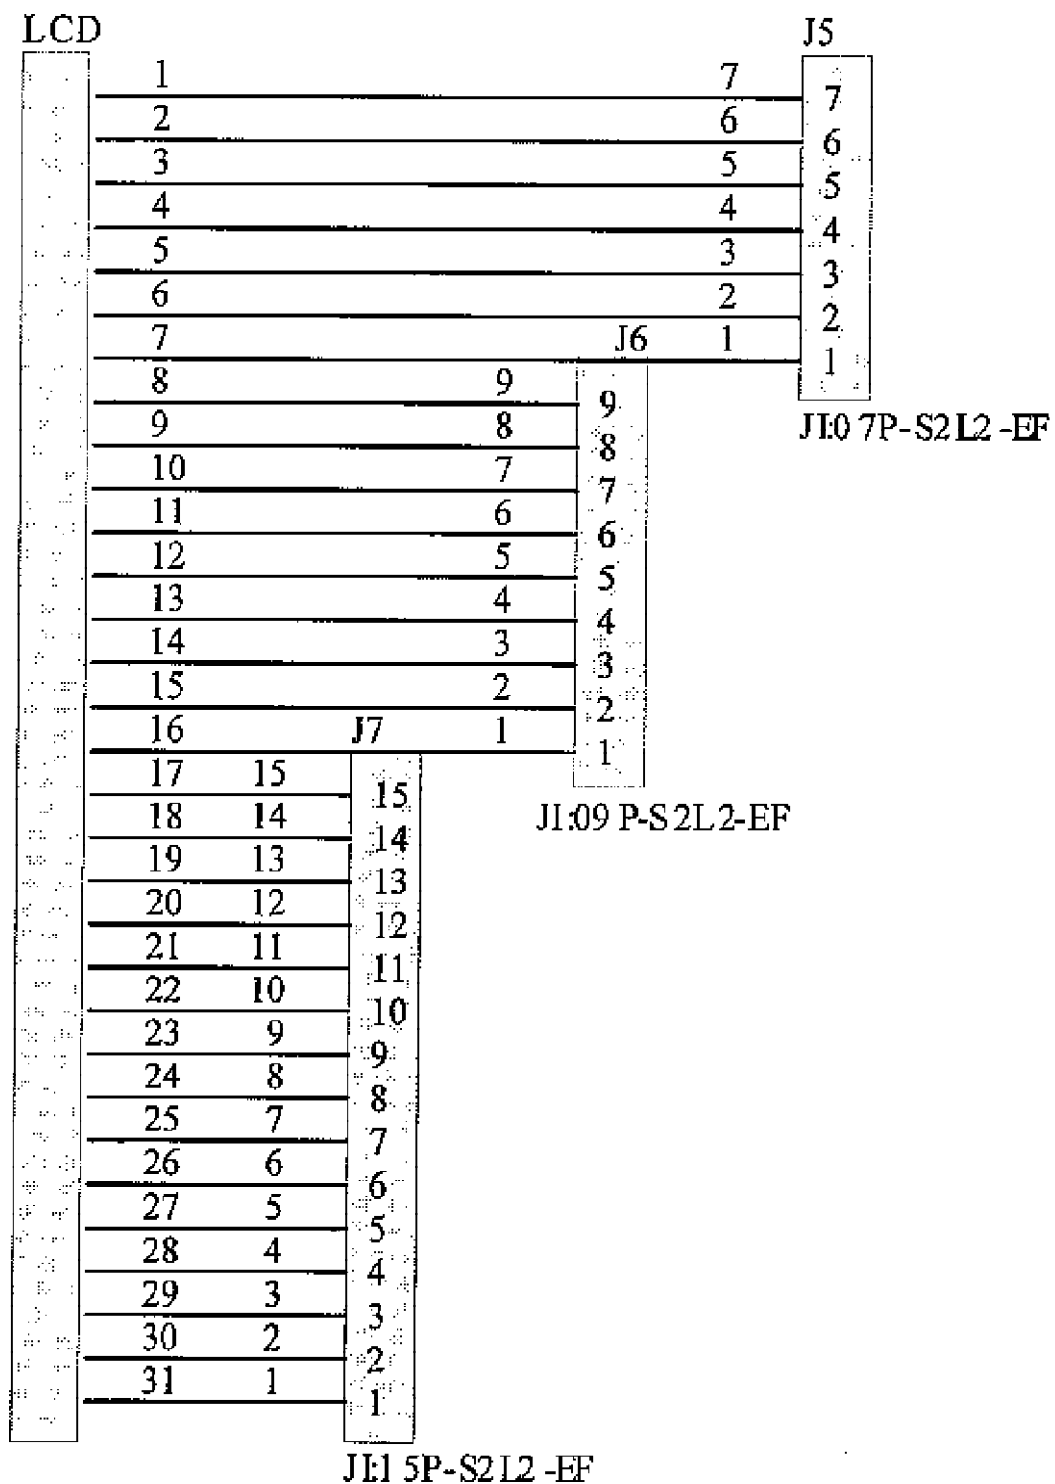 LCD J5
1 7 7
2 6 6
3 5 5
4 4 4
5 3 3
6 2 2
7 J6 1 1
8 9 9
JI:0 7P-S2L2-EF
9 8 8
10 7 7
11 6 6
12 5 5
13 4 4
14 3 3
15 2 2
16 J7 1 1
17 15 15
JI:09 P-S2L2-EF
18 14 14
19 13 13
20 12 12
21 11 11
22 10 10
23 9 9
24 8 8
25 7 7
26 6 6
27 5 5
28 4 4
29 3 3
30 2 2
31 1 1
JI:1 5P-S2L2-EF